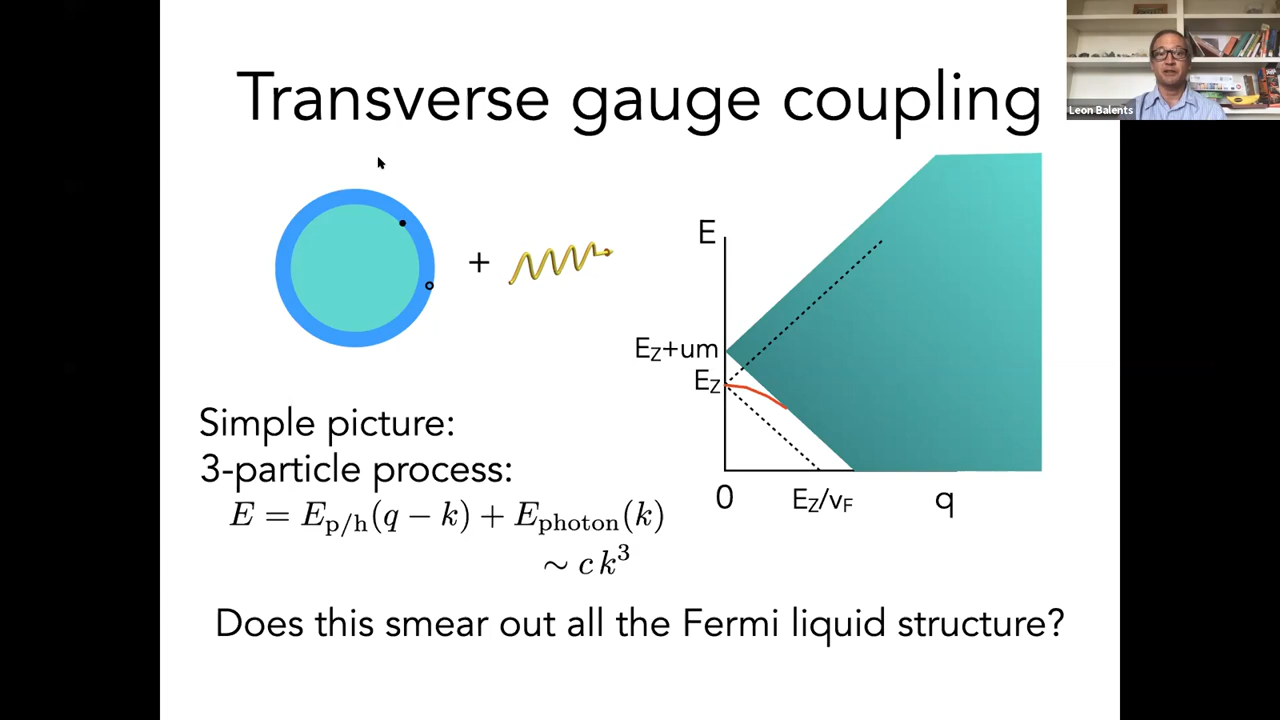 Transverse gauge coupling
Leon Balents
+
E
E_Z+um
E_Z
0
E_Z/v_F
q
Simple picture:
3-particle process:
E = E_p/h(q − k) + E_photon(k)
∼ c k³
Does this smear out all the Fermi liquid structure?